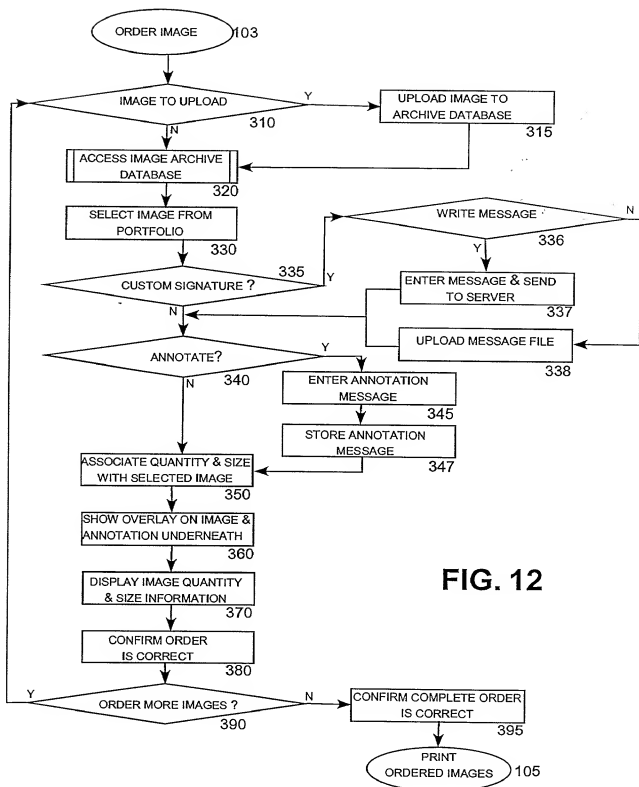 ORDER IMAGE
103
IMAGE TO UPLOAD
310
Y
N
UPLOAD IMAGE TO
ARCHIVE DATABASE
315
ACCESS IMAGE ARCHIVE
DATABASE
320
SELECT IMAGE FROM
PORTFOLIO
330
CUSTOM SIGNATURE ?
335
Y
N
WRITE MESSAGE
336
N
Y
ENTER MESSAGE & SEND
TO SERVER
337
UPLOAD MESSAGE FILE
338
ANNOTATE?
340
Y
N
ENTER ANNOTATION
MESSAGE
345
STORE ANNOTATION
MESSAGE
347
ASSOCIATE QUANTITY & SIZE
WITH SELECTED IMAGE
350
SHOW OVERLAY ON IMAGE &
ANNOTATION UNDERNEATH
360
DISPLAY IMAGE QUANTITY
& SIZE INFORMATION
370
FIG. 12
CONFIRM ORDER
IS CORRECT
380
Y
ORDER MORE IMAGES ?
390
N
CONFIRM COMPLETE ORDER
IS CORRECT
395
PRINT
ORDERED IMAGES
105